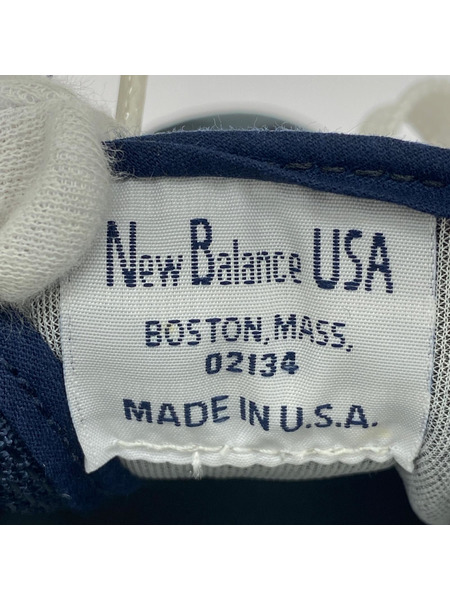 New Balance USA
BOSTON, MASS,
02134
MADE IN U.S.A.